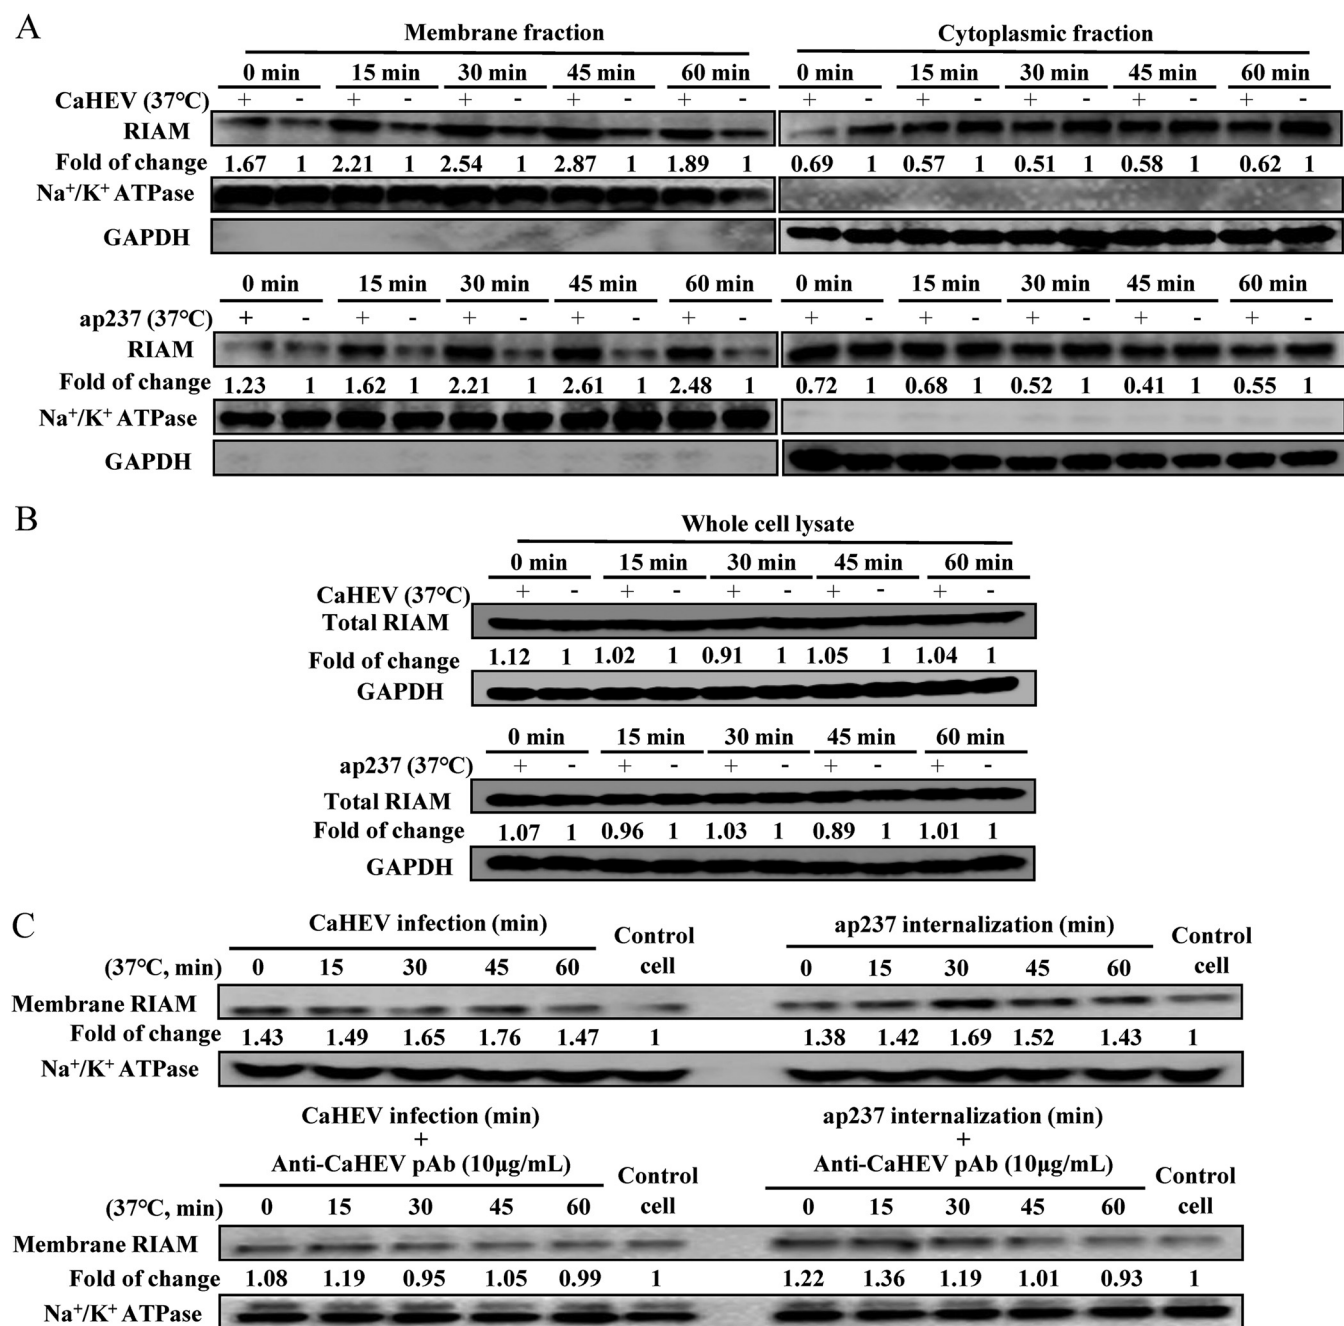 A
Membrane fraction Cytoplasmic fraction
0 min 15 min 30 min 45 min 60 min 0 min 15 min 30 min 45 min 60 min
CaHEV (37℃) + - + - + - + - + - + - + - + - + - + -
RIAM
Fold of change 1.67 1 2.21 1 2.54 1 2.87 1 1.89 1 0.69 1 0.57 1 0.51 1 0.58 1 0.62 1
Na⁺/K⁺ ATPase
GAPDH
0 min 15 min 30 min 45 min 60 min 0 min 15 min 30 min 45 min 60 min
ap237 (37℃) + - + - + - + - + - + - + - + - + - + -
RIAM
Fold of change 1.23 1 1.62 1 2.21 1 2.61 1 2.48 1 0.72 1 0.68 1 0.52 1 0.41 1 0.55 1
Na⁺/K⁺ ATPase
GAPDH
B
Whole cell lysate
0 min 15 min 30 min 45 min 60 min
CaHEV (37℃) + - + - + - + - + -
Total RIAM
Fold of change 1.12 1 1.02 1 0.91 1 1.05 1 1.04 1
GAPDH
0 min 15 min 30 min 45 min 60 min
ap237 (37℃) + - + - + - + - + -
Total RIAM
Fold of change 1.07 1 0.96 1 1.03 1 0.89 1 1.01 1
GAPDH
C
CaHEV infection (min) Control cell ap237 internalization (min) Control cell
(37℃, min) 0 15 30 45 60 0 15 30 45 60
Membrane RIAM
Fold of change 1.43 1.49 1.65 1.76 1.47 1 1.38 1.42 1.69 1.52 1.43 1
Na⁺/K⁺ ATPase
CaHEV infection (min) ap237 internalization (min)
+ +
Anti-CaHEV pAb (10μg/mL) Control cell Anti-CaHEV pAb (10μg/mL) Control cell
(37℃, min) 0 15 30 45 60 0 15 30 45 60
Membrane RIAM
Fold of change 1.08 1.19 0.95 1.05 0.99 1 1.22 1.36 1.19 1.01 0.93 1
Na⁺/K⁺ ATPase